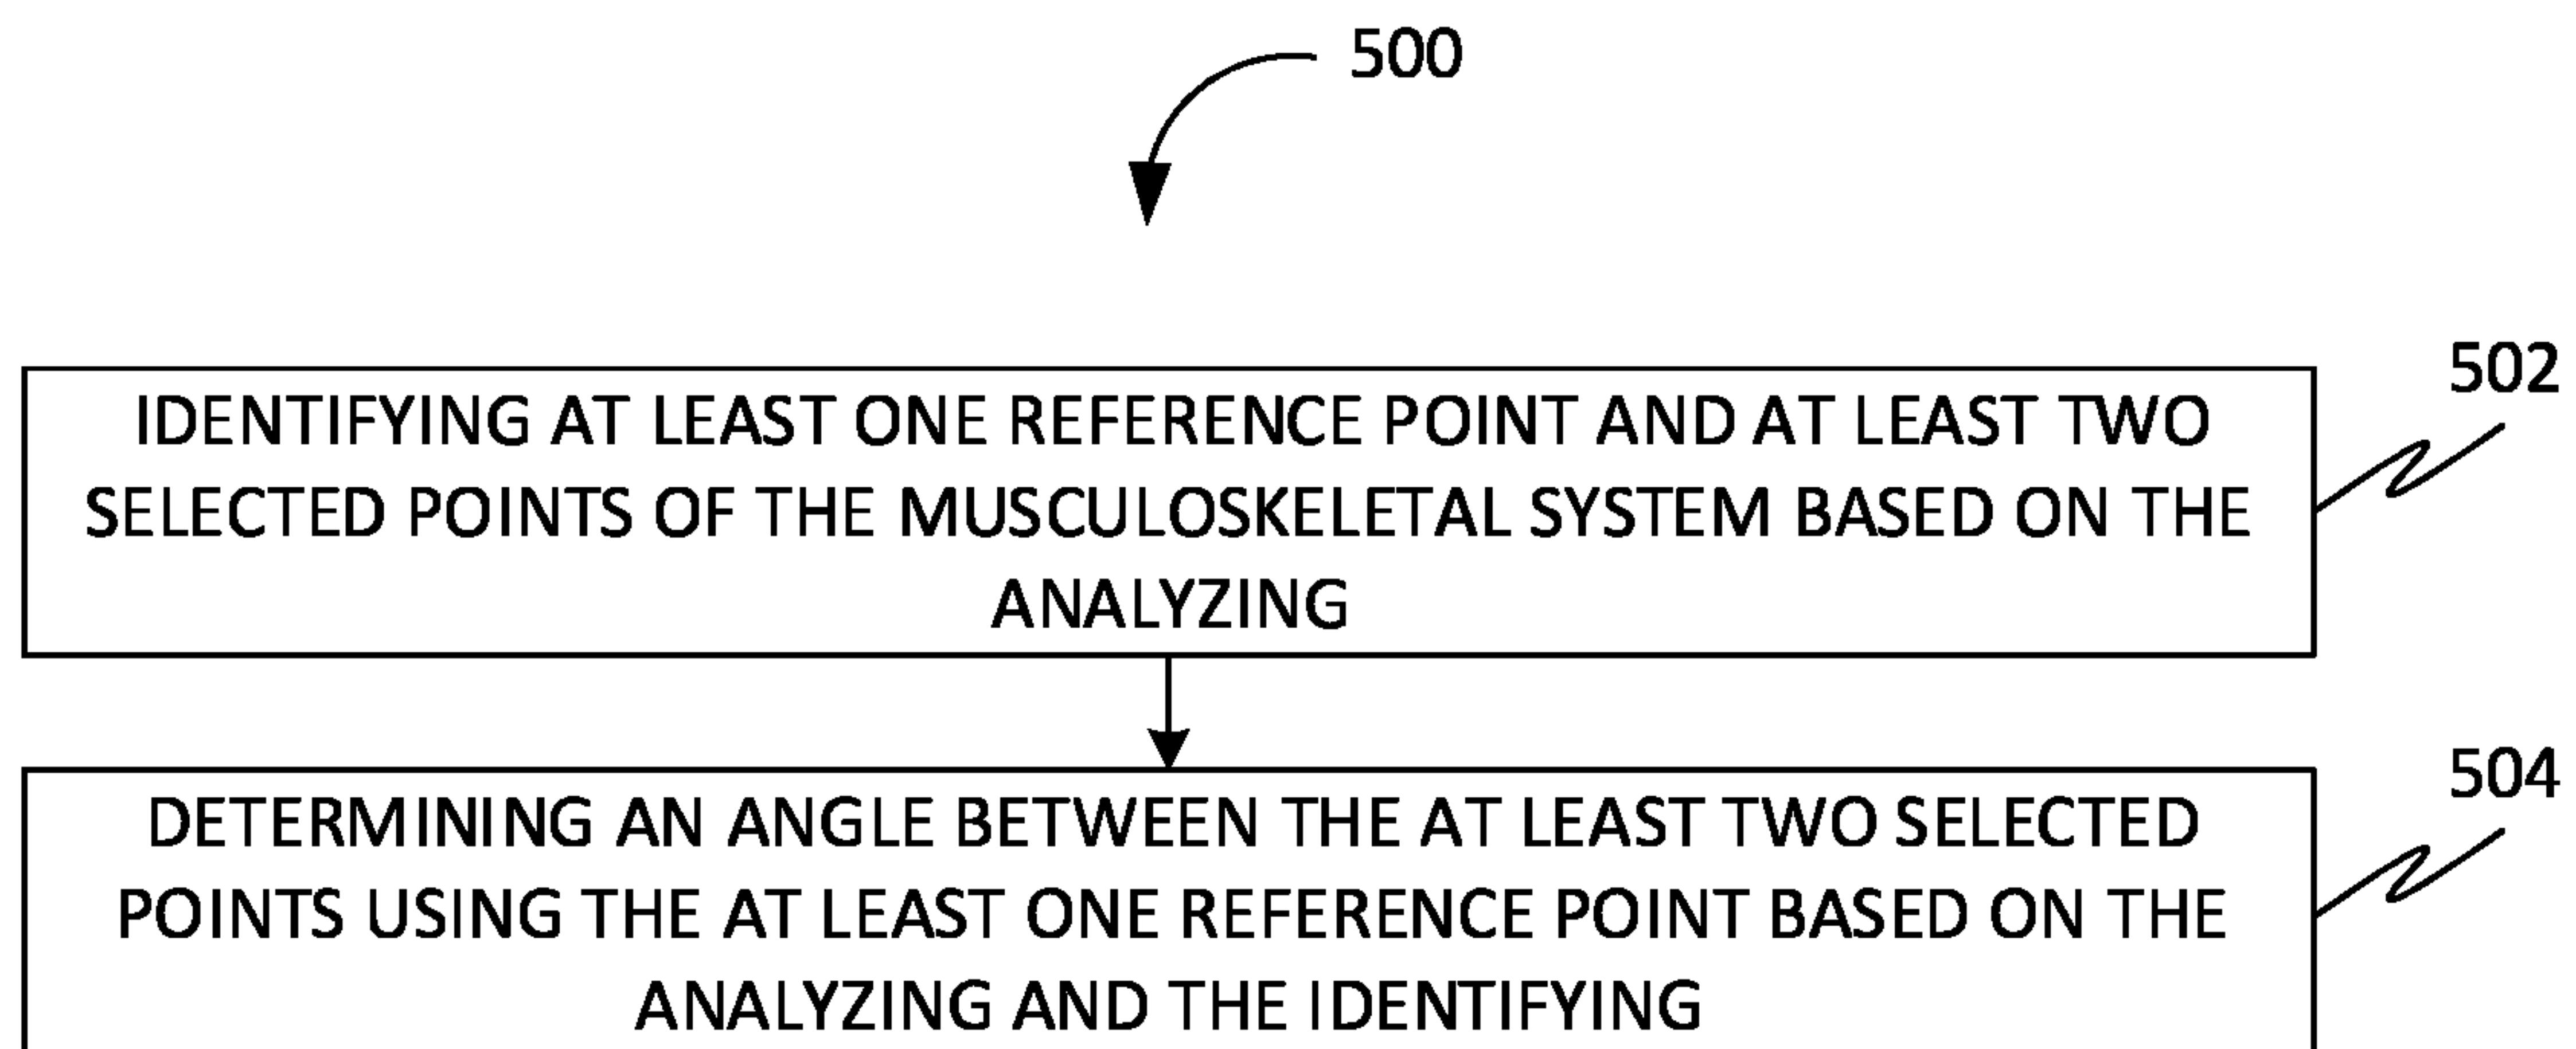 500
502
IDENTIFYING AT LEAST ONE REFERENCE POINT AND AT LEAST TWO
SELECTED POINTS OF THE MUSCULOSKELETAL SYSTEM BASED ON THE
ANALYZING
504
DETERMINING AN ANGLE BETWEEN THE AT LEAST TWO SELECTED
POINTS USING THE AT LEAST ONE REFERENCE POINT BASED ON THE
ANALYZING AND THE IDENTIFYING